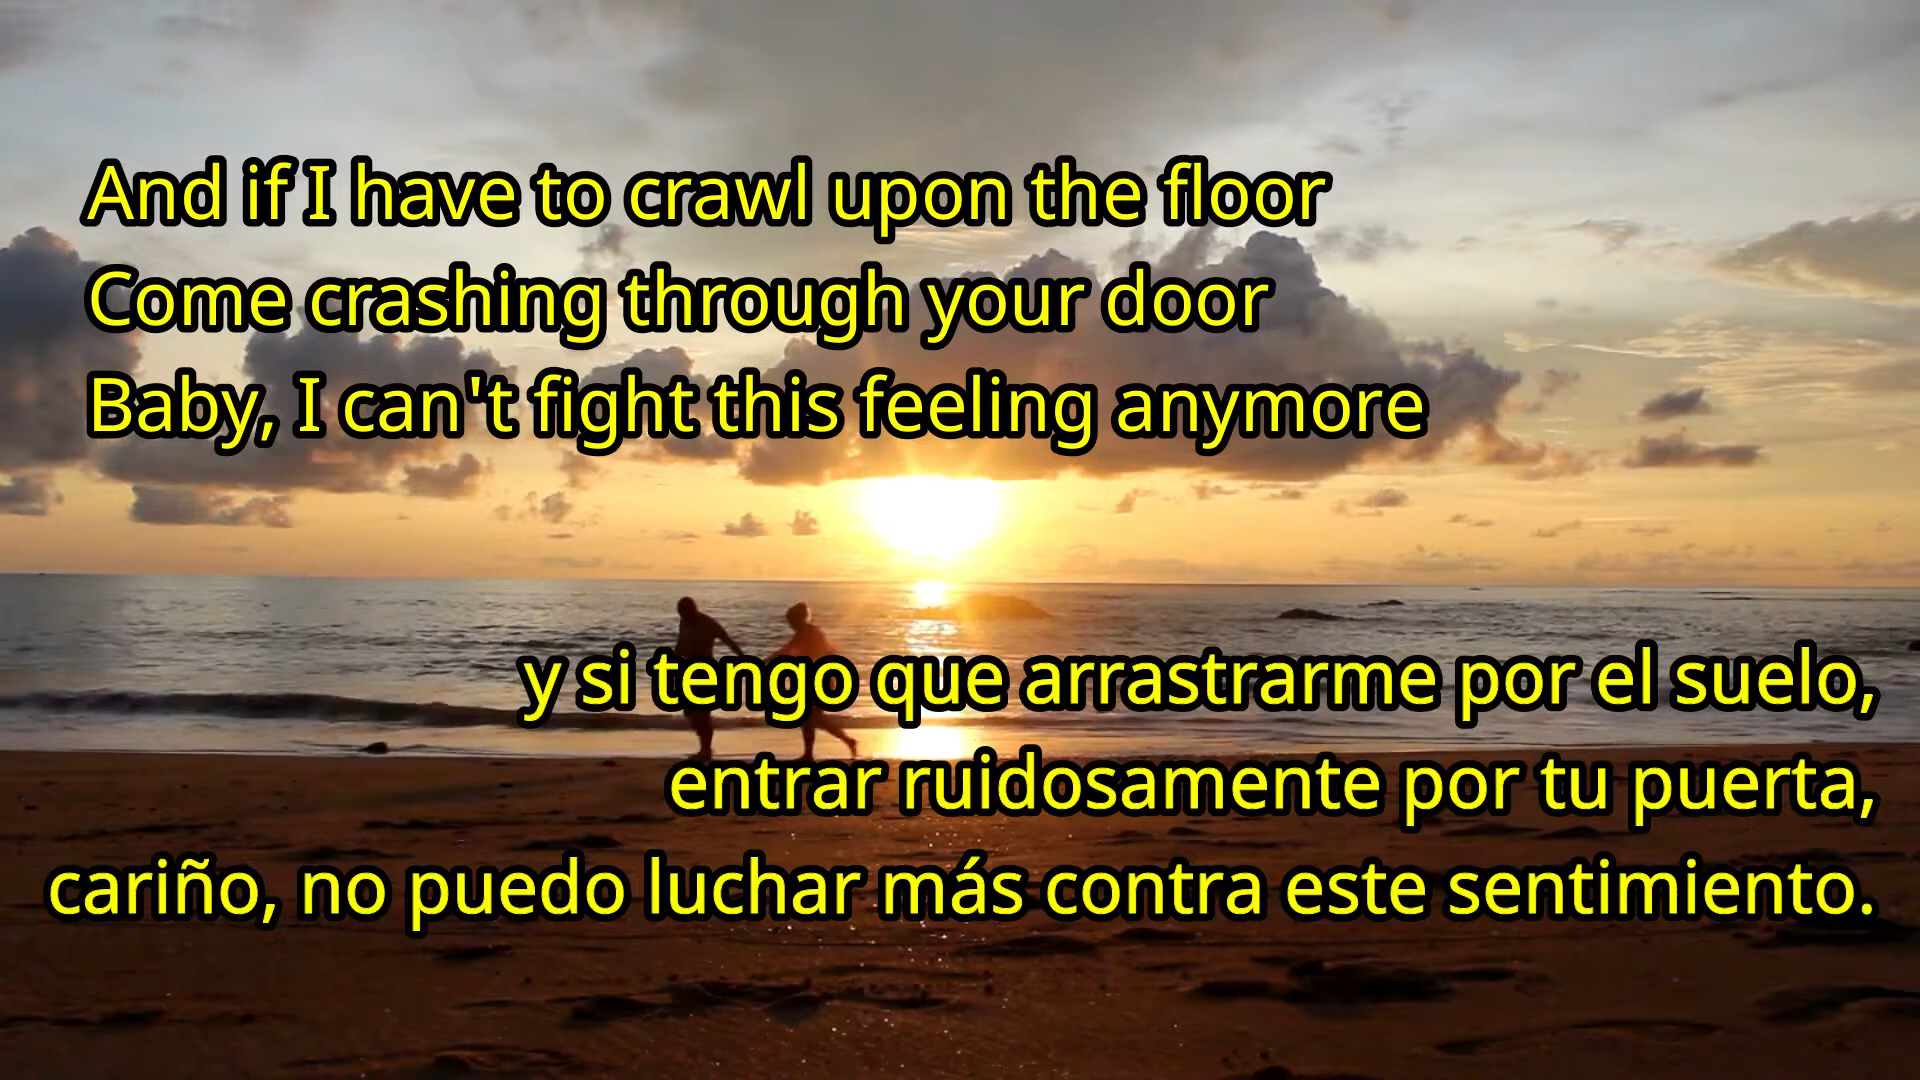 And if I have to crawl upon the floor
Come crashing through your door
Baby, I can't fight this feeling anymore
y si tengo que arrastrarme por el suelo,
entrar ruidosamente por tu puerta,
cariño, no puedo luchar más contra este sentimiento.